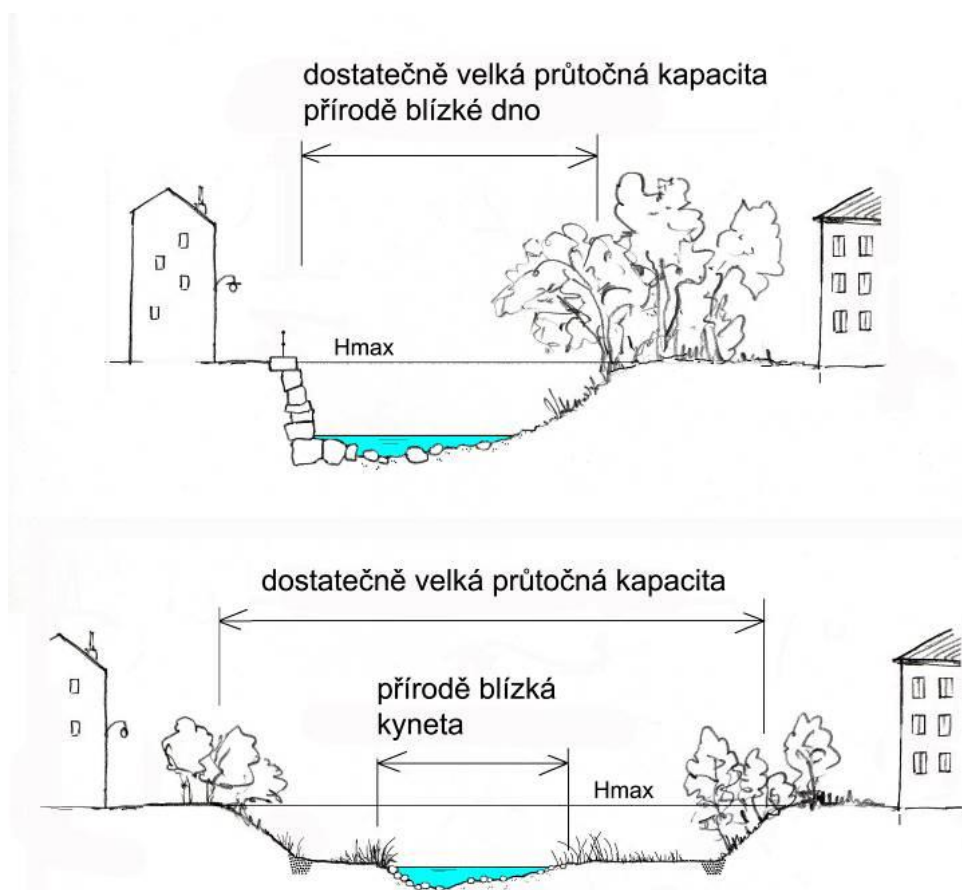 dostatečně velká průtočná kapacita
přírodě blízké dno
Hmax
dostatečně velká průtočná kapacita
přírodě blízká
kyneta
Hmax